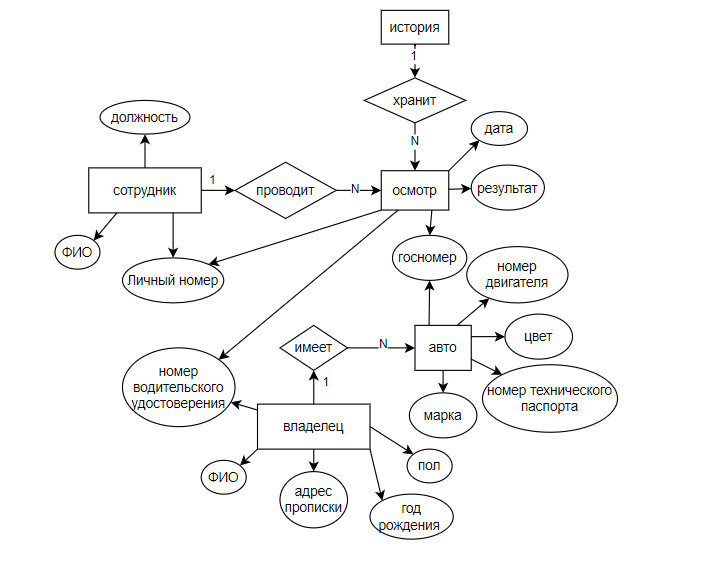 история
1
хранит
N
должность
дата
сотрудник
1
проводит
N
осмотр
результат
ФИО
Личный номер
госномер
номер
двигателя
имеет
N
авто
цвет
номер
водительского
удостоверения
1
марка
номер технического
паспорта
владелец
ФИО
адрес
прописки
пол
год
рождения